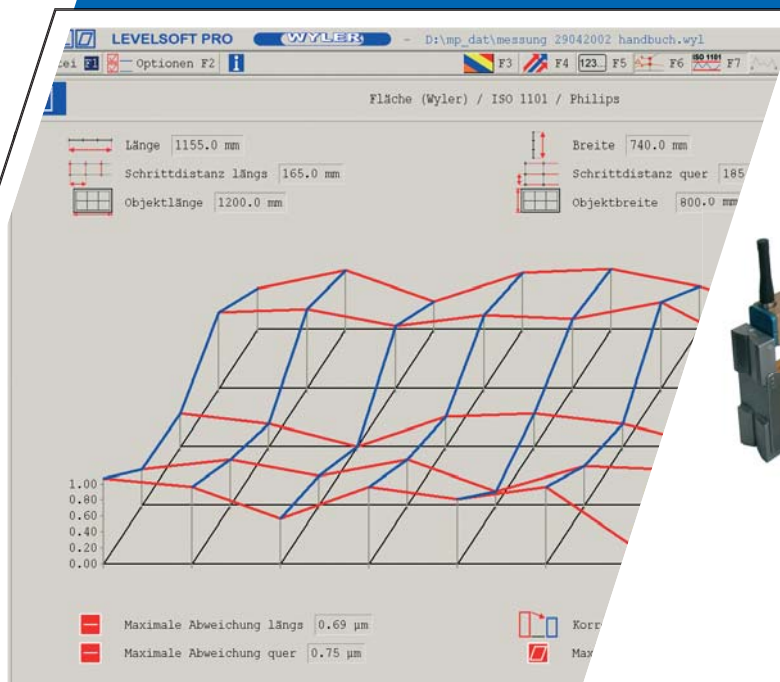 LEVELSOFT PRO WYLER - D:\mp_dat\messung 29042002 handbuch.wyl
F1 Optionen F2 i F3 F4 123.. F5 F6 ISO 1101 F7
Fläche (Wyler) / ISO 1101 / Philips
Länge 1155.0 mm Breite 740.0 mm
Schrittdistanz längs 165.0 mm Schrittdistanz quer 185
Objektlänge 1200.0 mm Objektbreite 800.0 mm
1.00
0.80
0.60
0.40
0.20
0.00
Maximale Abweichung längs 0.69 µm
Maximale Abweichung quer 0.75 µm